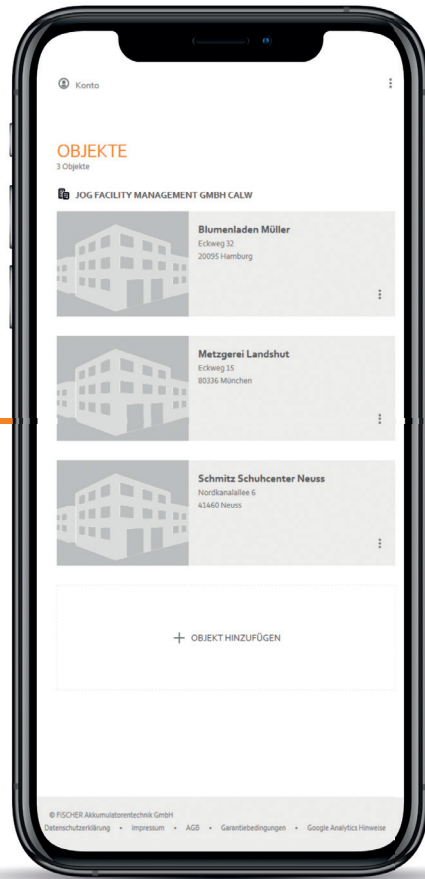 Konto
OBJEKTE
3 Objekte
JOG FACILITY MANAGEMENT GMBH CALW
Blumenladen Müller
Eckweg 32
20095 Hamburg
Metzgerei Landshut
Eckweg 15
80336 München
Schmitz Schuhcenter Neuss
Nordkanalallee 6
41460 Neuss
+ OBJEKT HINZUFÜGEN
© FiSCHER Akkumulatorentechnik GmbH
Datenschutzerklärung • Impressum • AGB • Garantiebedingungen • Google Analytics Hinweise